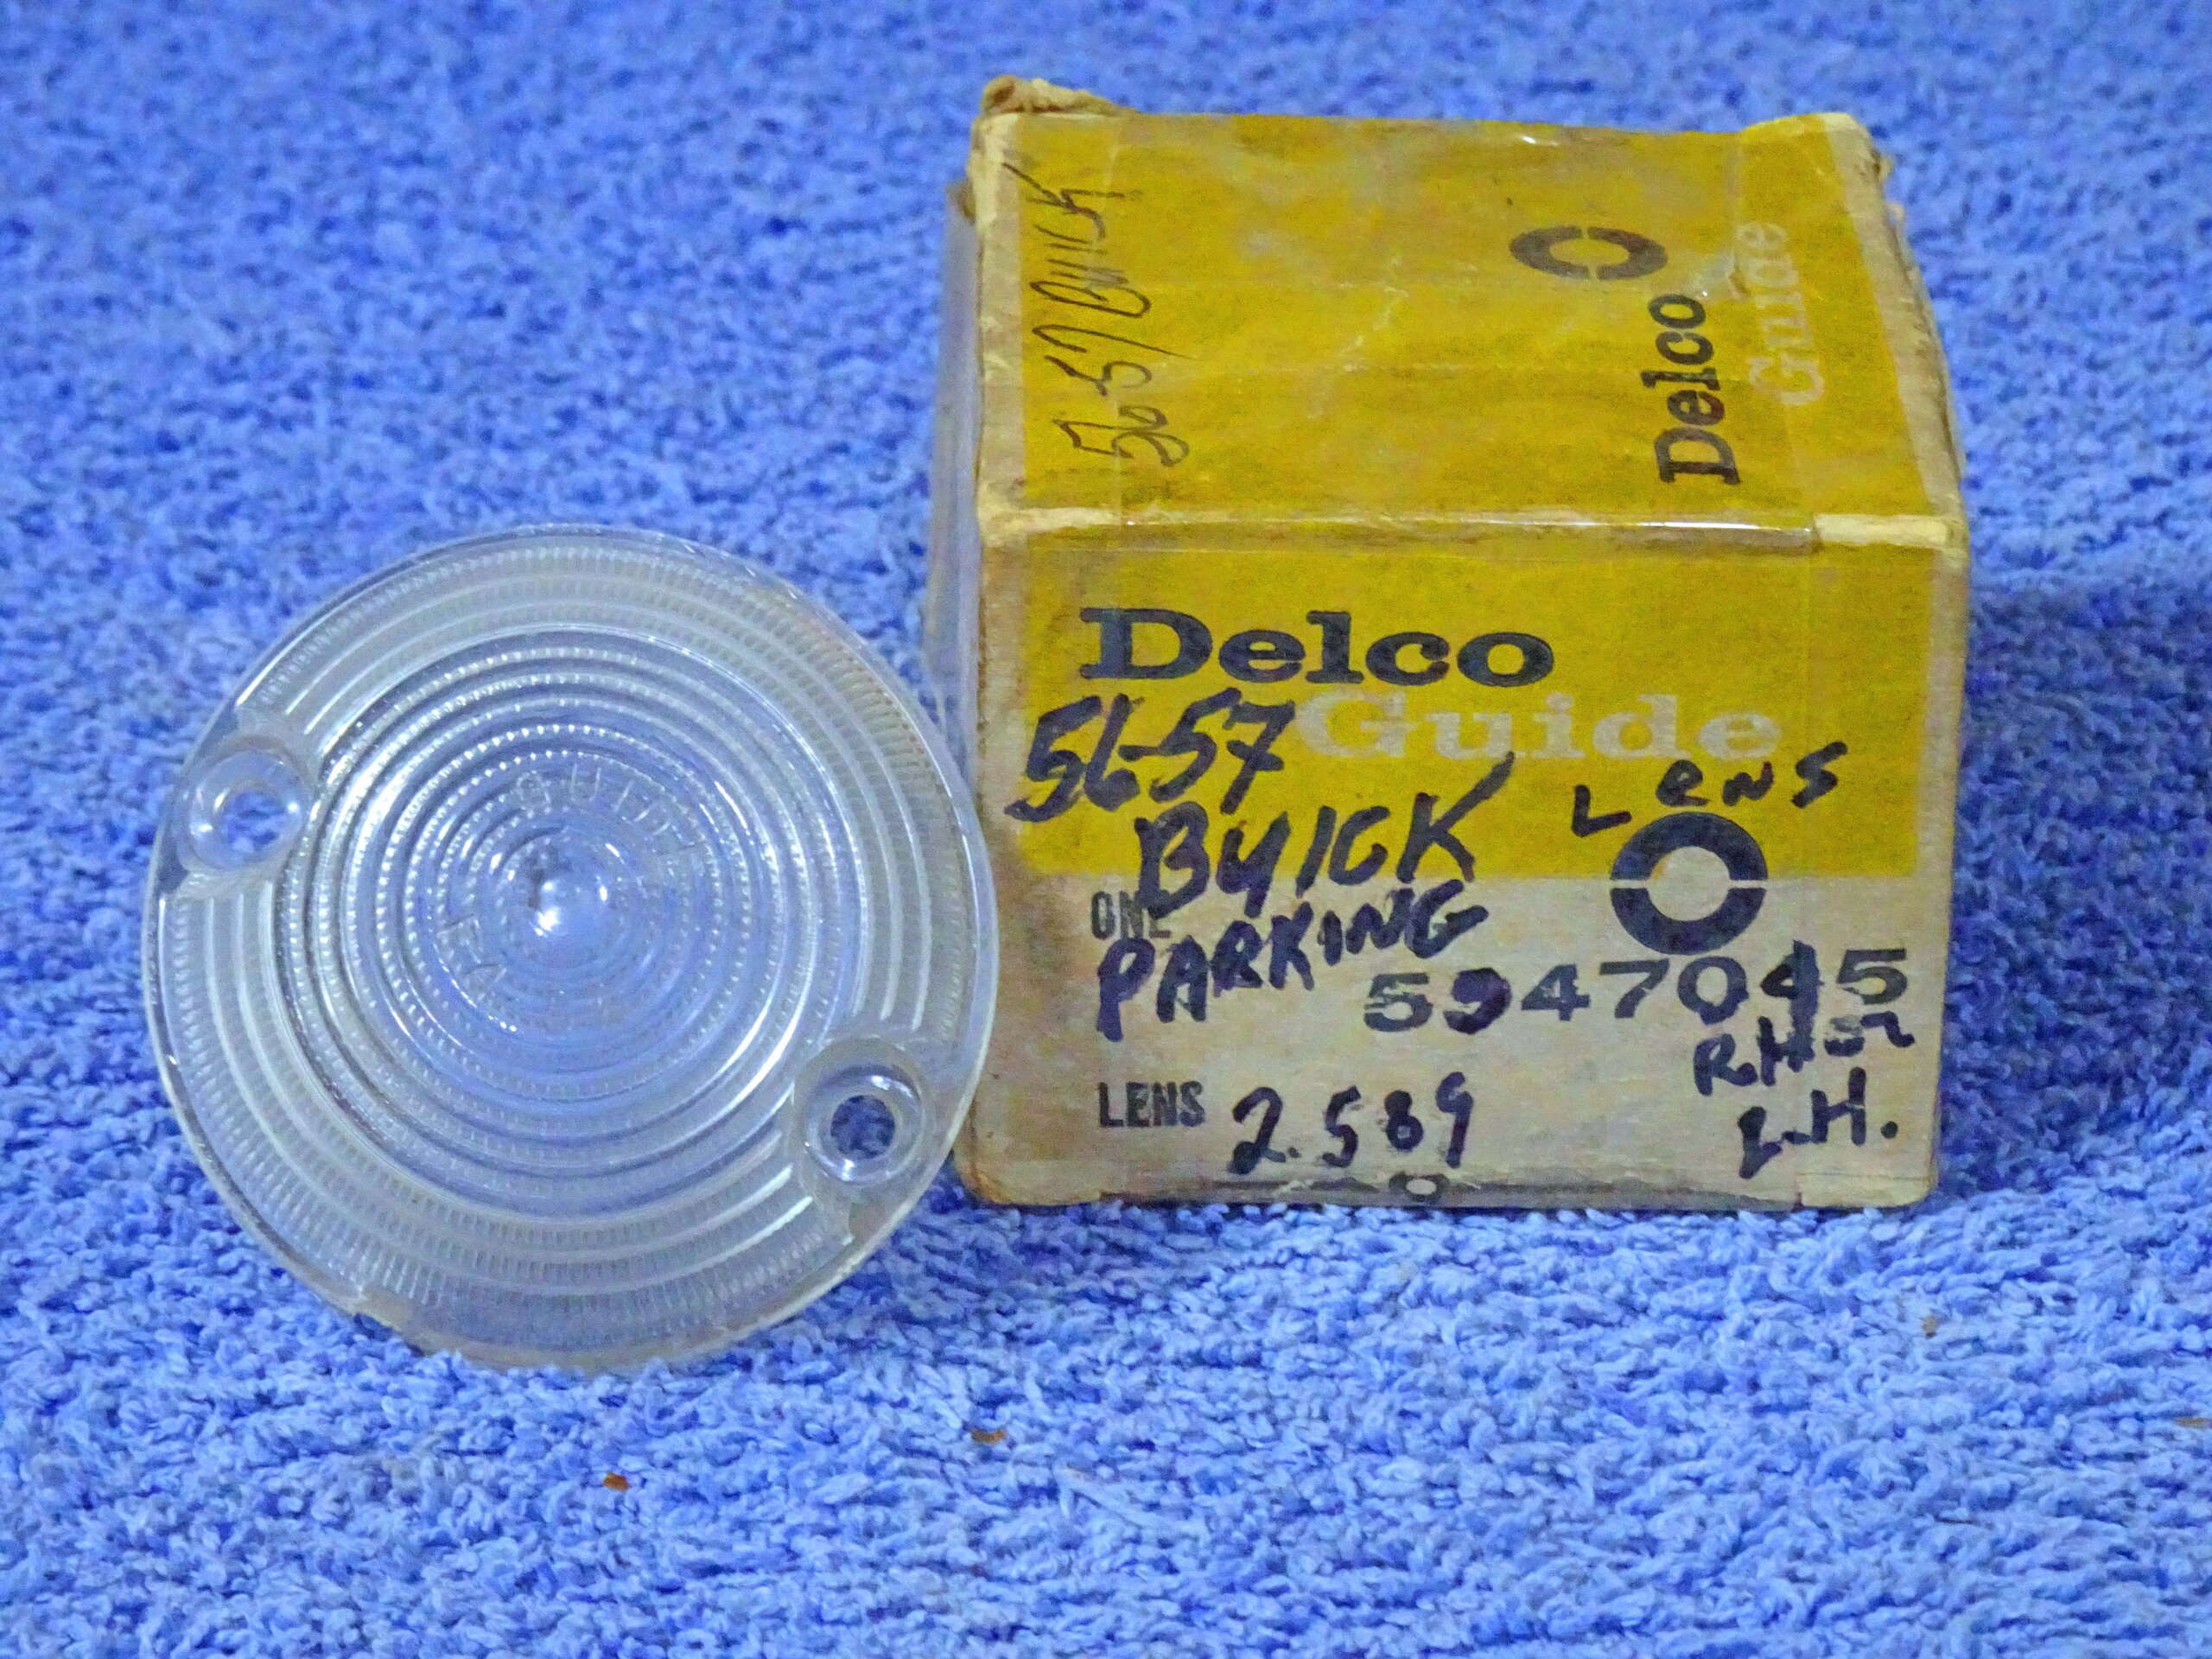 56 57 BUICK
Delco
Guide
Delco
Guide
56-57
LENS
BUICK
ONE
PARKING
5947045
RH or
L.H.
LENS 2.589
GUIDE